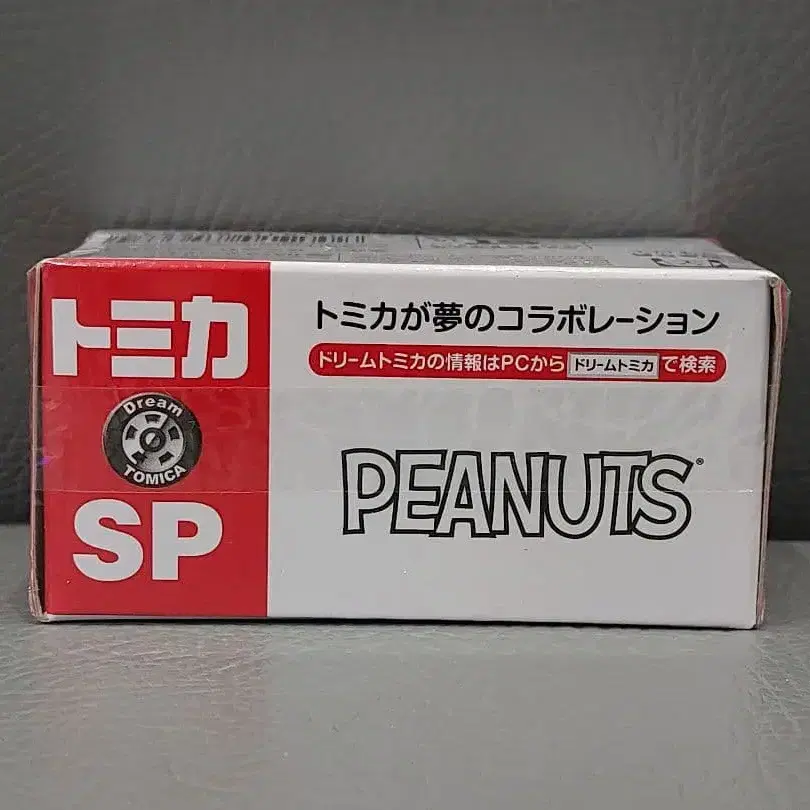 トミカ
Dream
TOMICA
SP
トミカが夢のコラボレーション
ドリームトミカの情報はPCから ドリームトミカ で検索
PEANUTS®